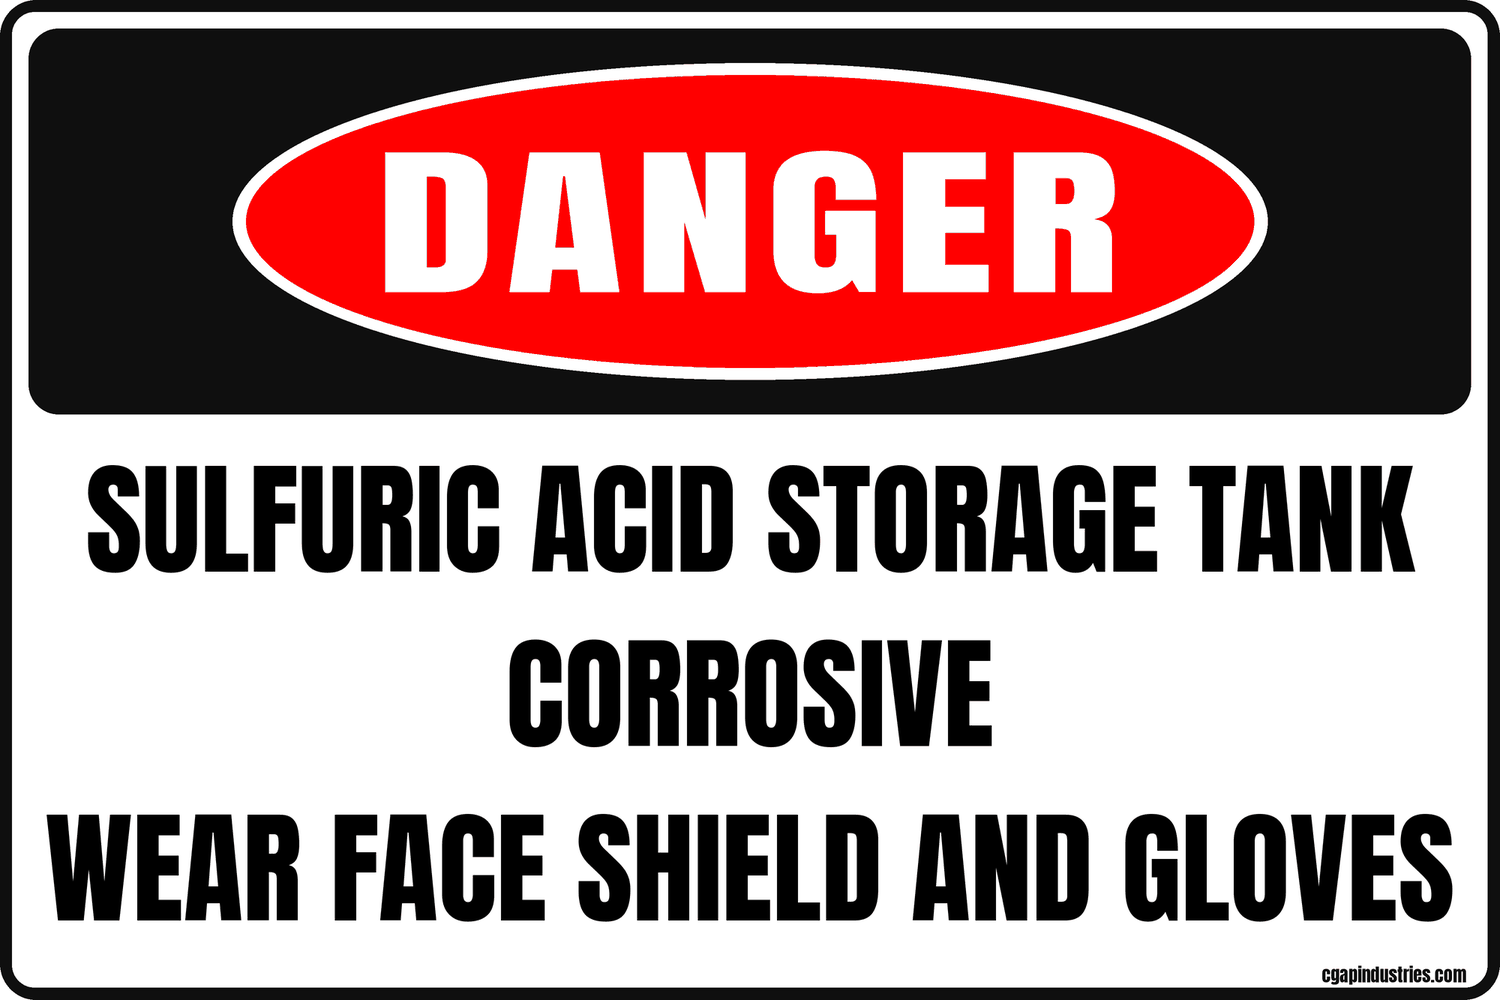 DANGER
SULFURIC ACID STORAGE TANK
CORROSIVE
WEAR FACE SHIELD AND GLOVES
cgapindustries.com